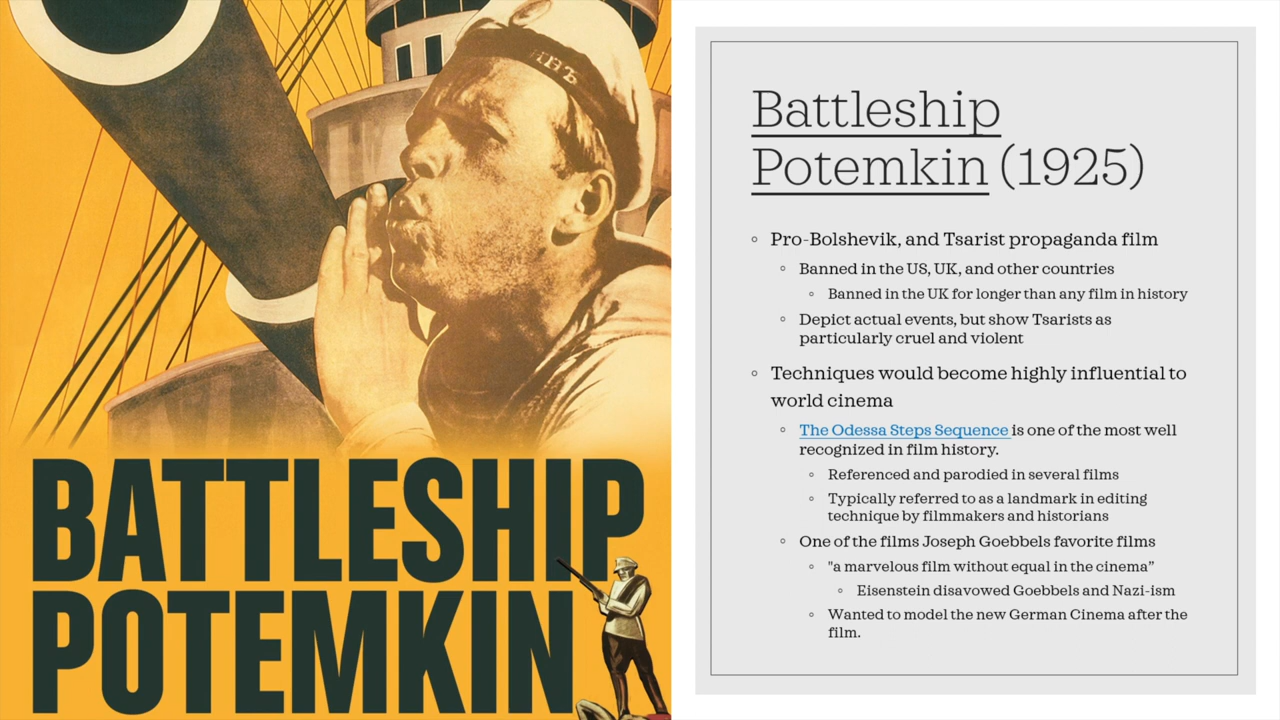 НВЪ
BATTLESHIP
POTEMKIN
Battleship
Potemkin (1925)
Pro-Bolshevik, and Tsarist propaganda film
Banned in the US, UK, and other countries
Banned in the UK for longer than any film in history
Depict actual events, but show Tsarists as
particularly cruel and violent
Techniques would become highly influential to
world cinema
The Odessa Steps Sequence is one of the most well
recognized in film history.
Referenced and parodied in several films
Typically referred to as a landmark in editing
technique by filmmakers and historians
One of the films Joseph Goebbels favorite films
"a marvelous film without equal in the cinema”
Eisenstein disavowed Goebbels and Nazi-ism
Wanted to model the new German Cinema after the
film.